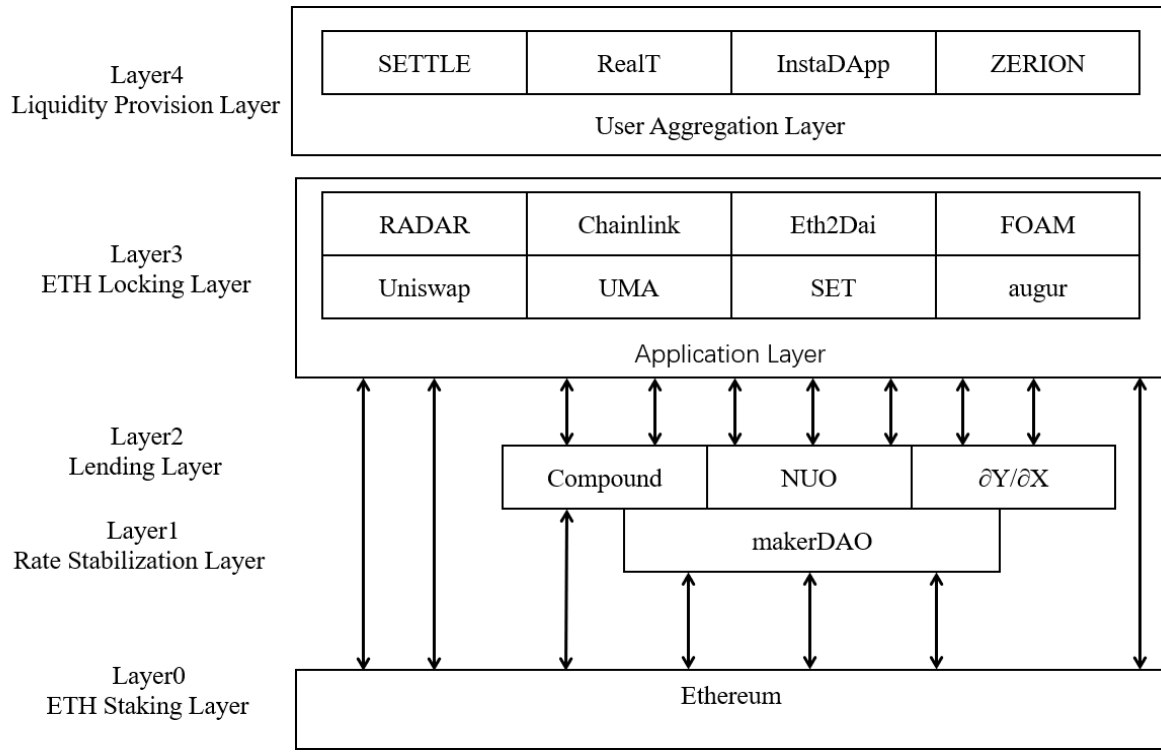 Layer4
Liquidity Provision Layer
SETTLE
RealT
InstaDApp
ZERION
User Aggregation Layer
Layer3
ETH Locking Layer
RADAR
Chainlink
Eth2Dai
FOAM
Uniswap
UMA
SET
augur
Application Layer
Layer2
Lending Layer
Compound
NUO
∂Y/∂X
Layer1
Rate Stabilization Layer
makerDAO
Layer0
ETH Staking Layer
Ethereum